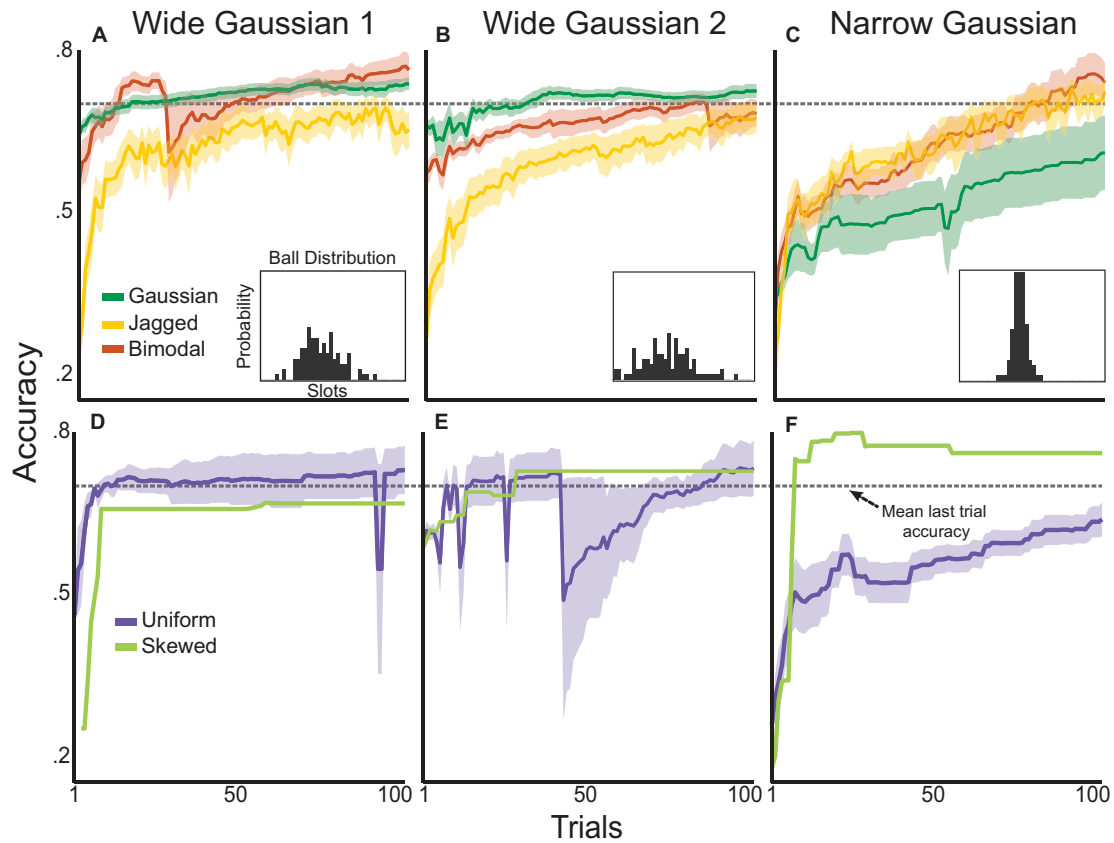 A Wide Gaussian 1
B Wide Gaussian 2
C Narrow Gaussian
.8
.5
.2
Accuracy
Gaussian
Jagged
Bimodal
Ball Distribution
Probability
Slots
D
E
F
.8
.5
.2
Uniform
Skewed
Mean last trial
accuracy
1 50 100
1 50 100
1 50 100
Trials